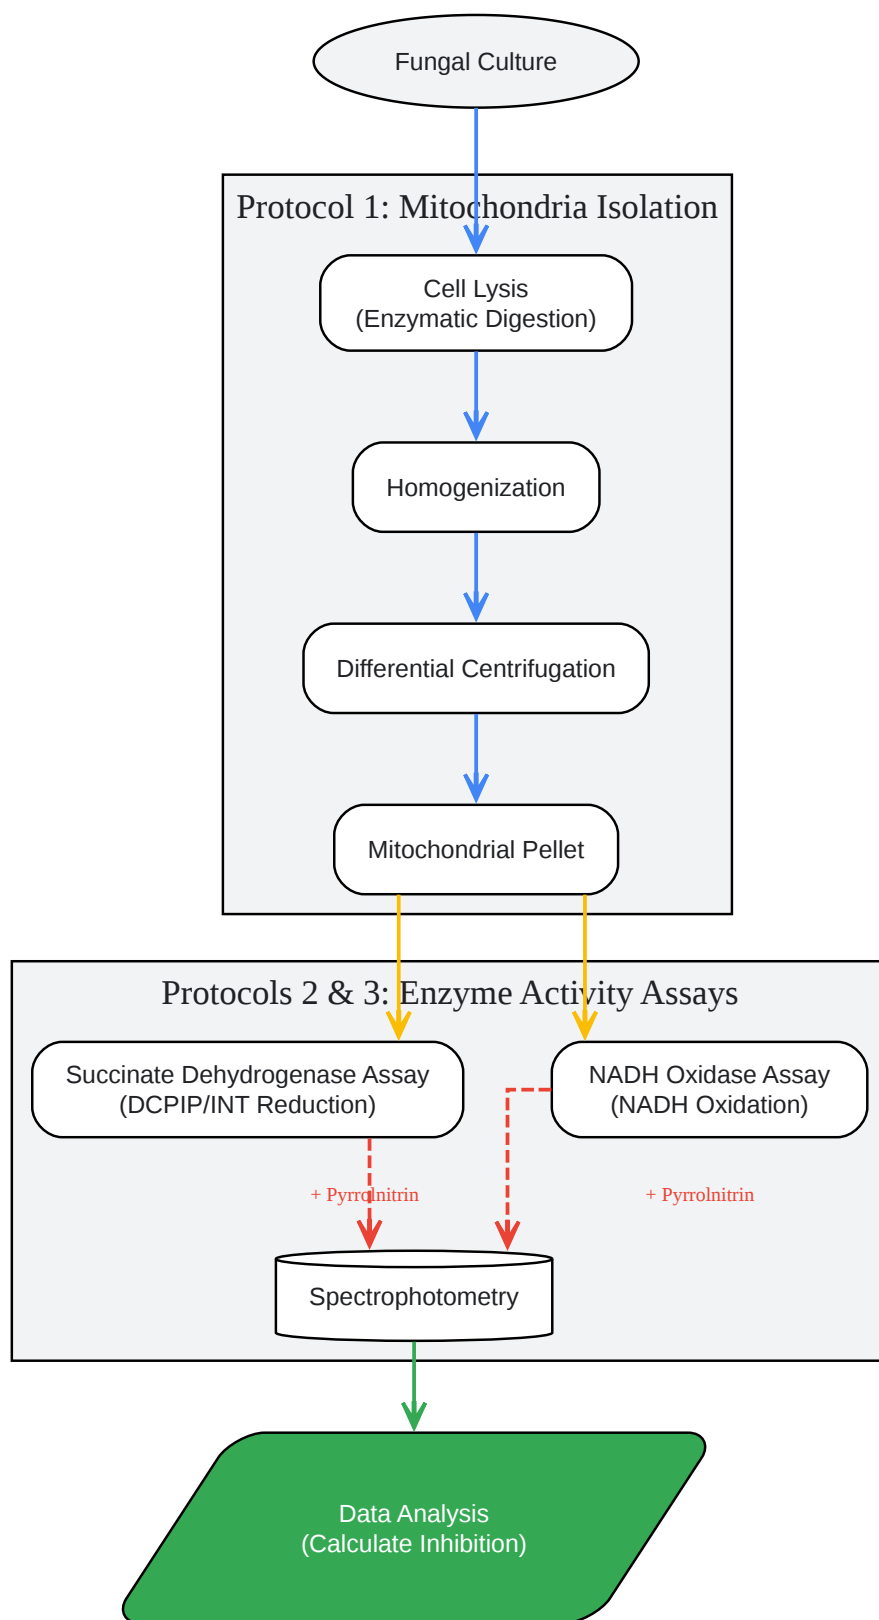 Fungal Culture
Protocol 1: Mitochondria Isolation
Cell Lysis
(Enzymatic Digestion)
Homogenization
Differential Centrifugation
Mitochondrial Pellet
Protocols 2 & 3: Enzyme Activity Assays
Succinate Dehydrogenase Assay
(DCPIP/INT Reduction)
NADH Oxidase Assay
(NADH Oxidation)
+ Pyrrolnitrin
+ Pyrrolnitrin
Spectrophotometry
Data Analysis
(Calculate Inhibition)